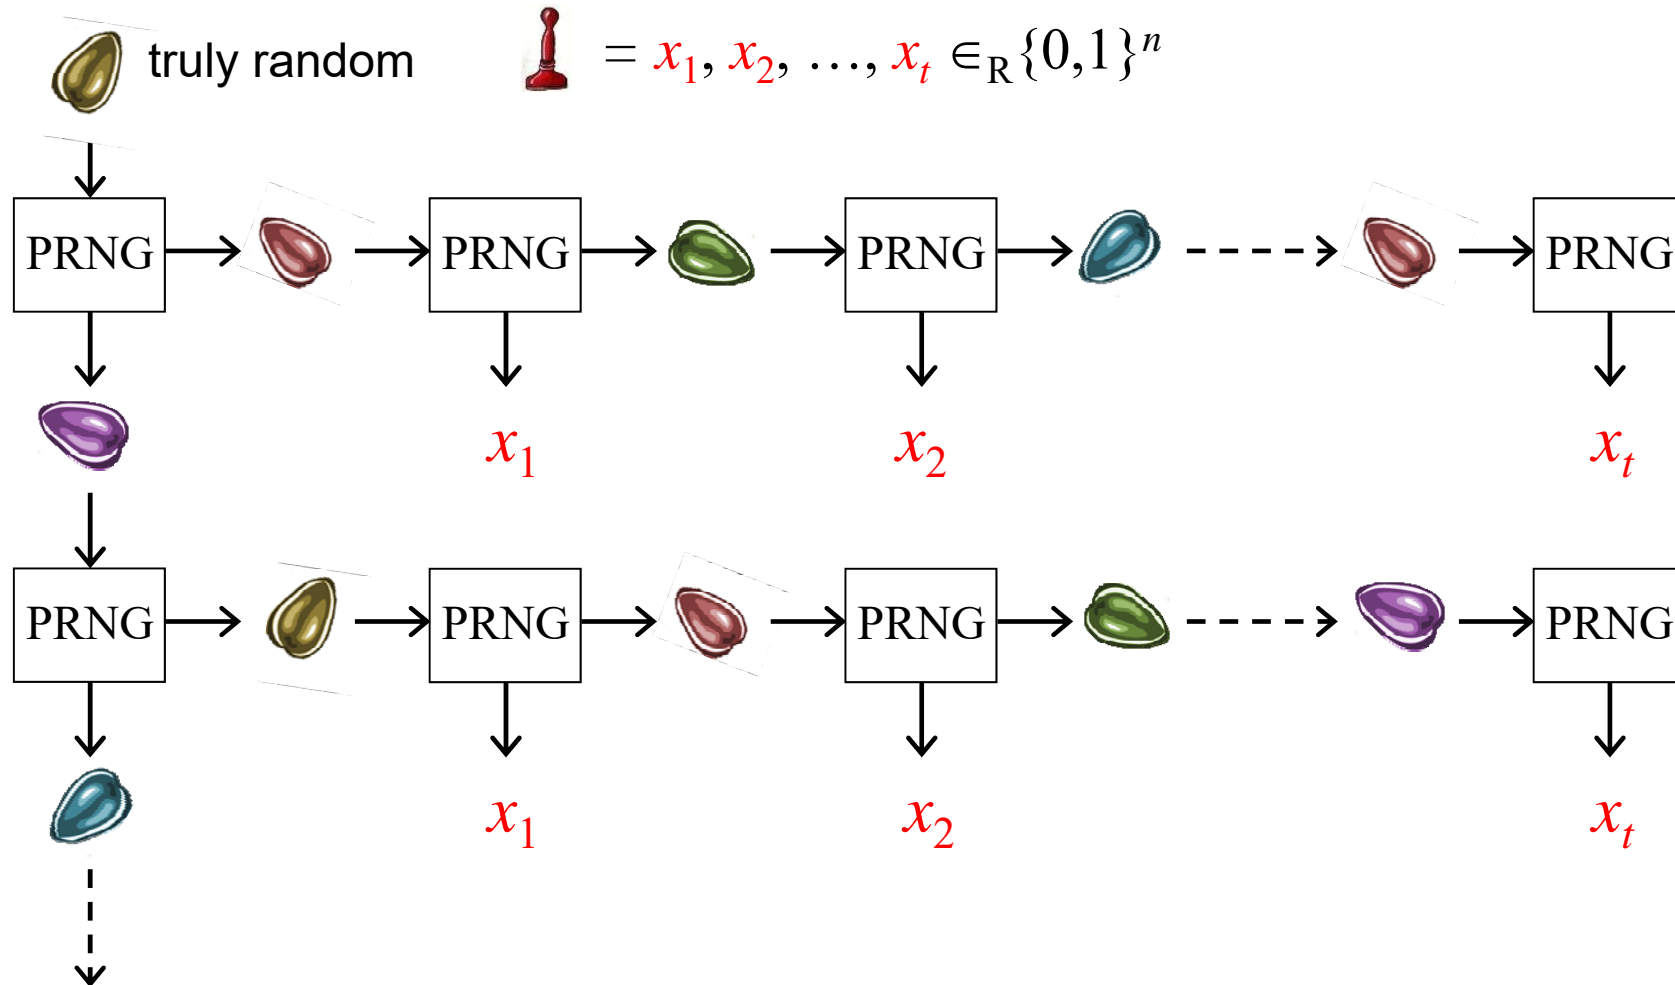 truly random
= x₁, x₂, …, xₜ ∈R{0,1}ⁿ
PRNG PRNG PRNG PRNG
x₁ x₂ xₜ
PRNG PRNG PRNG PRNG
x₁ x₂ xₜ